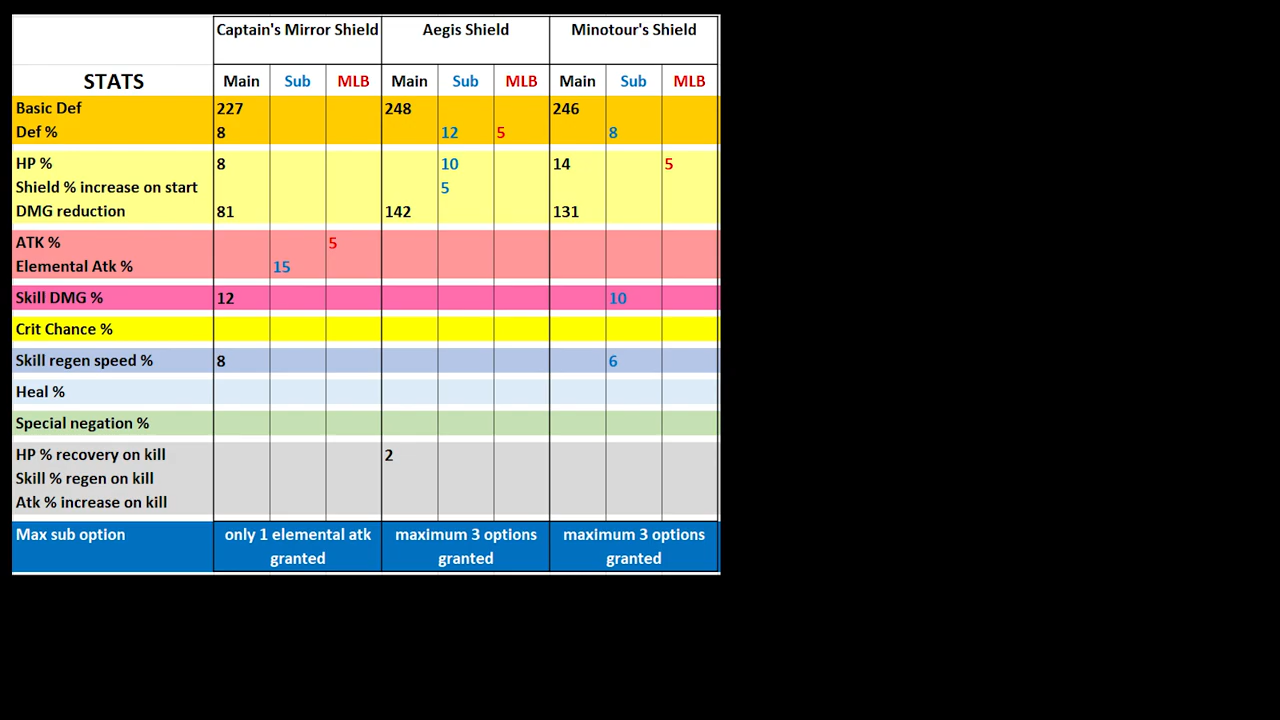 Captain's Mirror Shield Aegis Shield Minotour's Shield
STATS Main Sub MLB Main Sub MLB Main Sub MLB
Basic Def 227 248 246
Def % 8 12 5 8
HP % 8 10 14 5
Shield % increase on start 5
DMG reduction 81 142 131
ATK % 5
Elemental Atk % 15
Skill DMG % 12 10
Crit Chance %
Skill regen speed % 8 6
Heal %
Special negation %
HP % recovery on kill 2
Skill % regen on kill
Atk % increase on kill
Max sub option only 1 elemental atk maximum 3 options maximum 3 options
granted granted granted